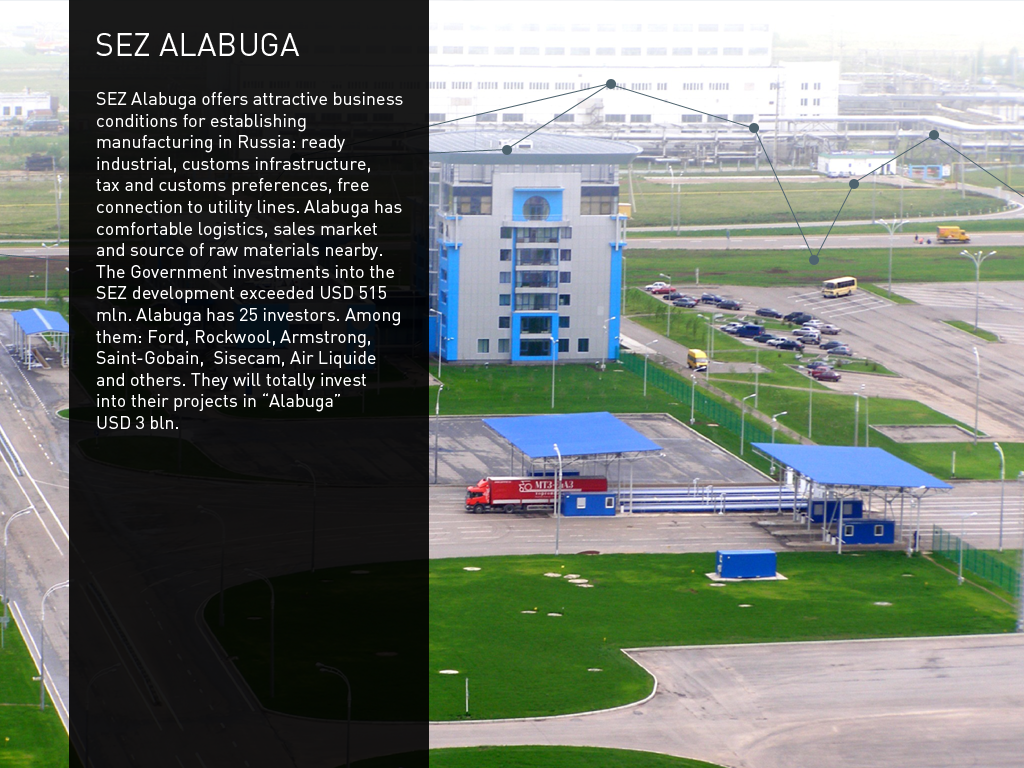 SEZ ALABUGA
SEZ Alabuga offers attractive business
conditions for establishing
manufacturing in Russia: ready
industrial, customs infrastructure,
tax and customs preferences, free
connection to utility lines. Alabuga has
comfortable logistics, sales market
and source of raw materials nearby.
The Government investments into the
SEZ development exceeded USD 515
mln. Alabuga has 25 investors. Among
them: Ford, Rockwool, Armstrong,
Saint-Gobain,  Sisecam, Air Liquide
and others. They will totally invest
into their projects in “Alabuga”
USD 3 bln.